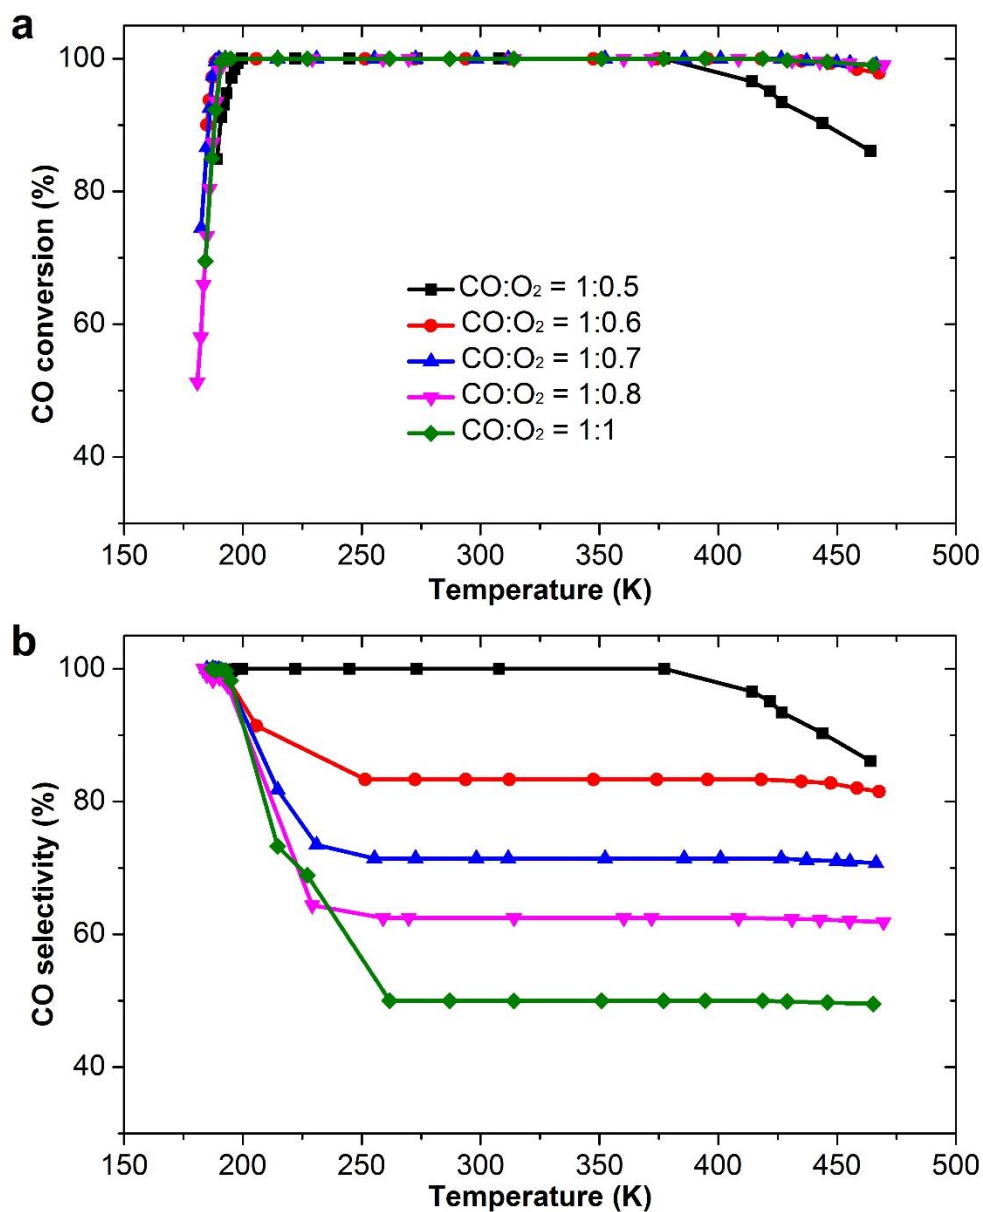 a
CO conversion (%)
100
80
60
40
CO:O₂ = 1:0.5
CO:O₂ = 1:0.6
CO:O₂ = 1:0.7
CO:O₂ = 1:0.8
CO:O₂ = 1:1
150 200 250 300 350 400 450 500
Temperature (K)
b
CO selectivity (%)
100
80
60
40
150 200 250 300 350 400 450 500
Temperature (K)